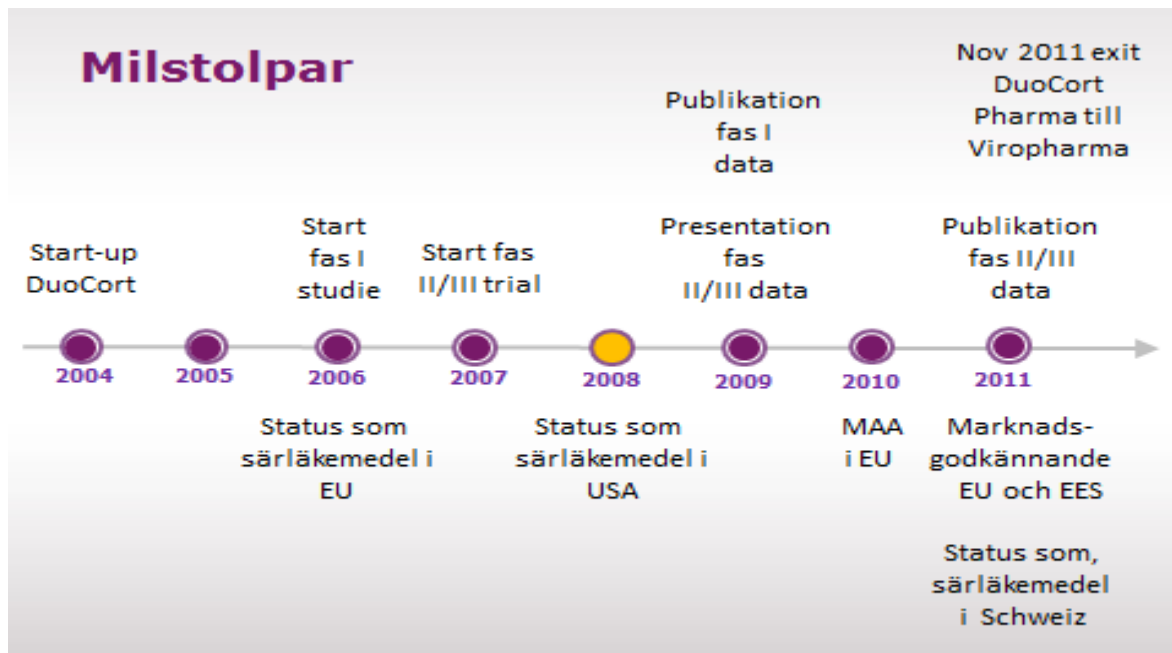 Milstolpar
Nov 2011 exit
DuoCort
Pharma till
Viropharma
Publikation
fas I
data
Start-up
DuoCort
Start
fas I
studie
Start fas
II/III trial
Presentation
fas
II/III data
Publikation
fas II/III
data
2004 2005 2006 2007 2008 2009 2010 2011
Status som
särläkemedel i
EU
Status som
särläkemedel i
USA
MAA
i EU
Marknads-
godkännande
EU och EES
Status som,
särläkemedel
i Schweiz